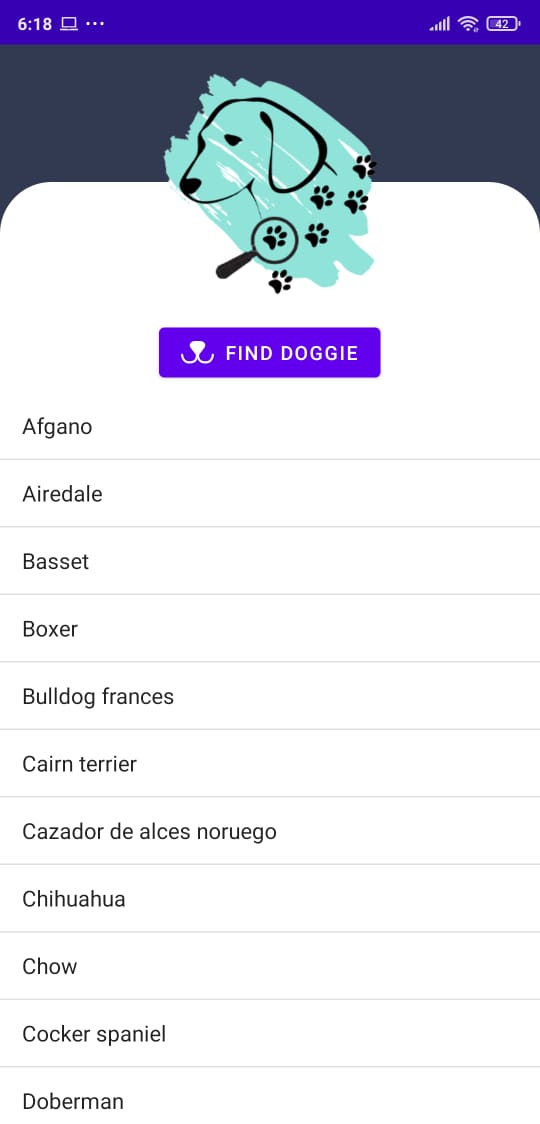 6:18
42
FIND DOGGIE
Afgano
Airedale
Basset
Boxer
Bulldog frances
Cairn terrier
Cazador de alces noruego
Chihuahua
Chow
Cocker spaniel
Doberman